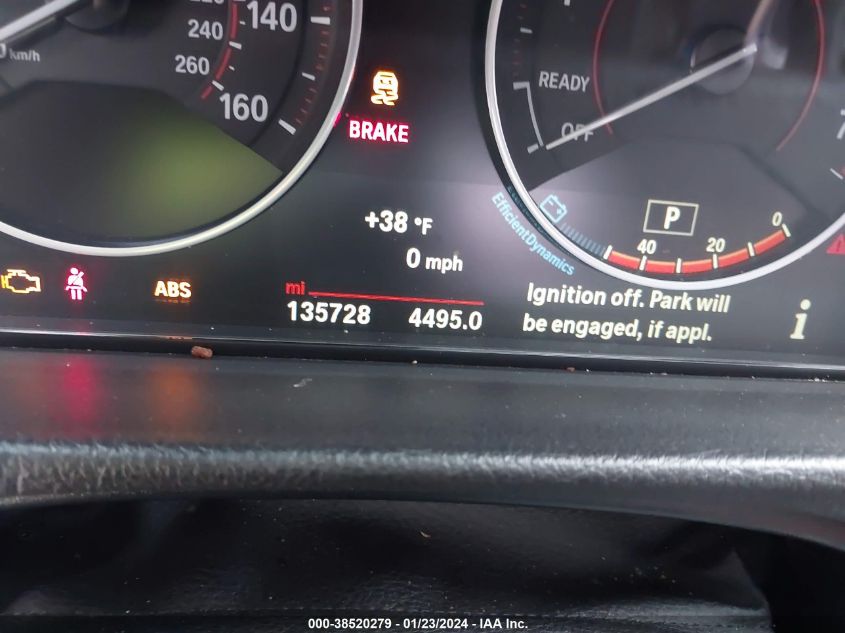 240
140
km/h
260
160
BRAKE
READY
OFF
+38 °F
0 mph
EfficientDynamics
P
40
20
0
ABS
mi
135728 4495.0
Ignition off. Park will
be engaged, if appl.
i
000-38520279 - 01/23/2024 - IAA Inc.